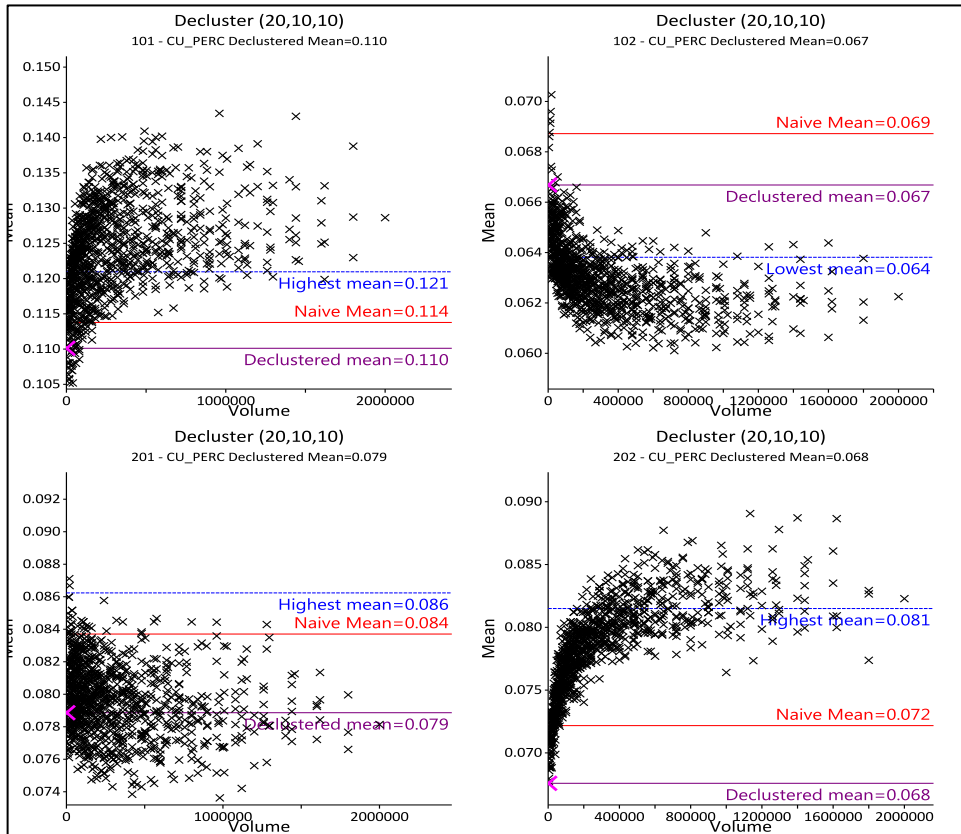 Decluster (20,10,10)
101 - CU_PERC Declustered Mean=0.110
0.150
0.145
0.140
0.135
0.130
0.125
0.120
0.115
0.110
0.105
Mean
Highest mean=0.121
Naive Mean=0.114
Declustered mean=0.110
0 1000000 2000000
Volume
Decluster (20,10,10)
102 - CU_PERC Declustered Mean=0.067
0.070
0.068
0.066
0.064
0.062
0.060
Mean
Naive Mean=0.069
Declustered mean=0.067
Lowest mean=0.064
0 400000 800000 1200000 1600000 2000000
Volume
Decluster (20,10,10)
201 - CU_PERC Declustered Mean=0.079
0.092
0.090
0.088
0.086
0.084
0.082
0.080
0.078
0.076
0.074
Mean
Highest mean=0.086
Naive Mean=0.084
Declustered mean=0.079
0 1000000 2000000
Volume
Decluster (20,10,10)
202 - CU_PERC Declustered Mean=0.068
0.090
0.085
0.080
0.075
0.070
Mean
Highest mean=0.081
Naive Mean=0.072
Declustered mean=0.068
0 400000 800000 1200000 1600000 2000000
Volume